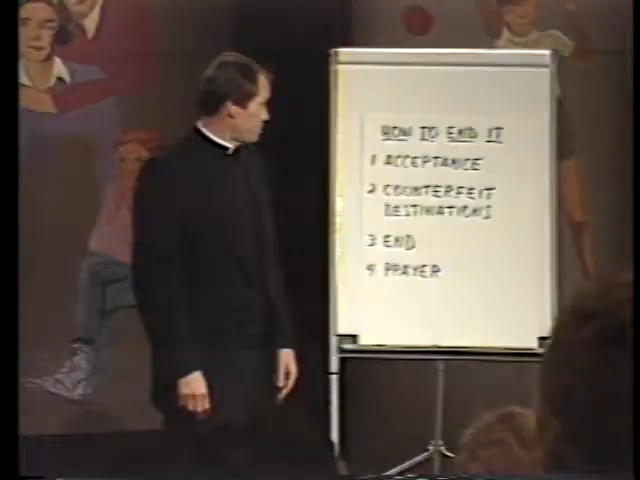 HOW TO END IT
1 ACCEPTANCE
2 COUNTERFEIT
DESTINATIONS
3 END
4 PRAYER